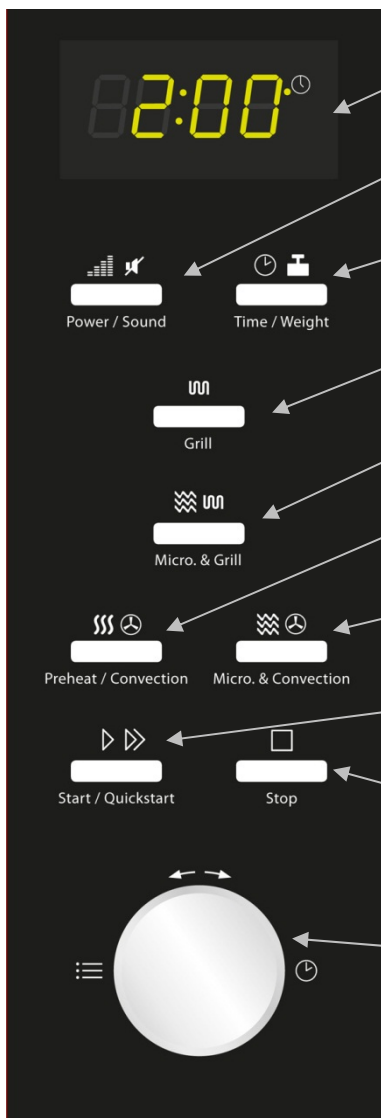 2:00
Power / Sound
Time / Weight
Grill
Micro. & Grill
Preheat / Convection
Micro. & Convection
Start / Quickstart
Stop